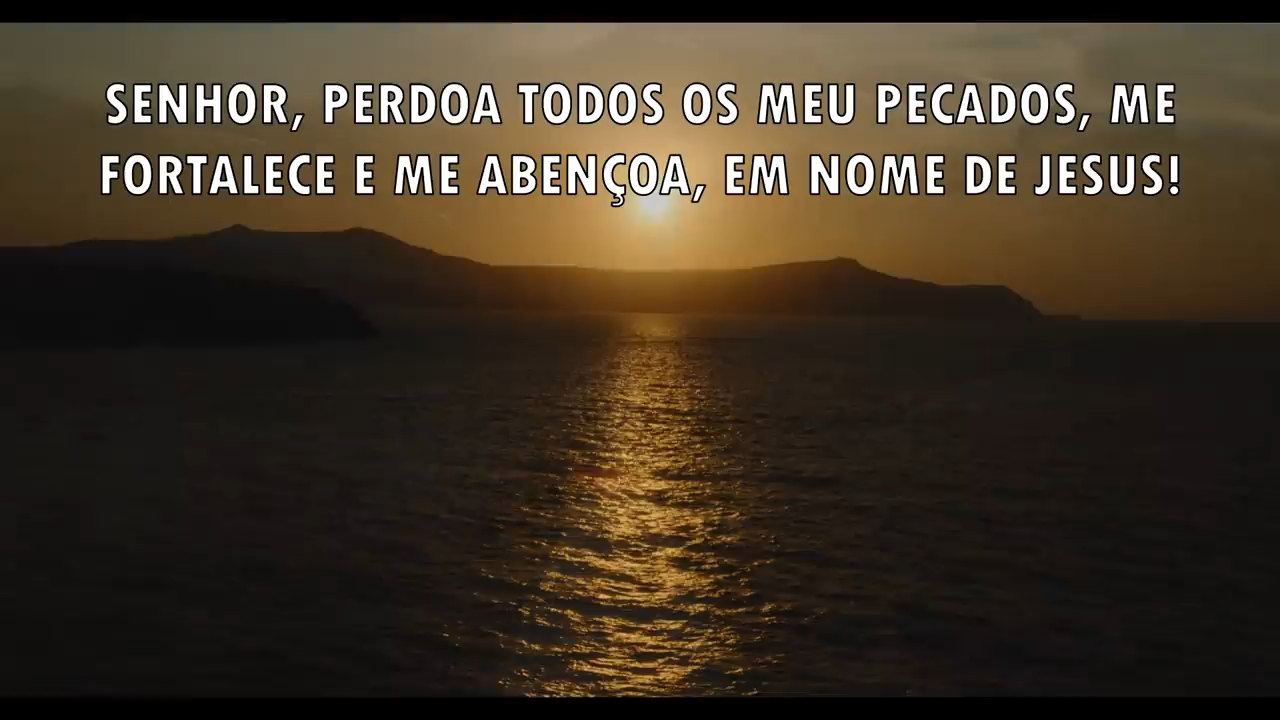 SENHOR, PERDOA TODOS OS MEU PECADOS, ME
FORTALECE E ME ABENÇOA, EM NOME DE JESUS!